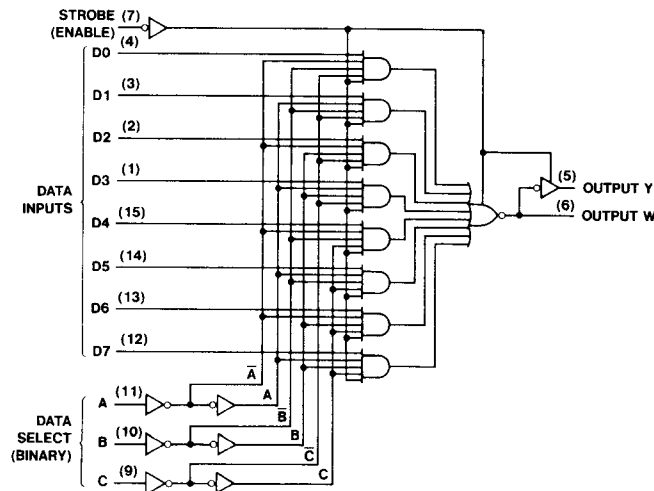 STROBE (7)
(ENABLE)
(4)
D0
(3)
D1
(2)
D2
(1)
D3
DATA
INPUTS
(15)
D4
(14)
D5
(13)
D6
(12)
D7
(5)
OUTPUT Y
(6)
OUTPUT W
A̅
A (11)
A
B̅
DATA
SELECT
(BINARY)
B (10)
B
C̅
C (9)
C